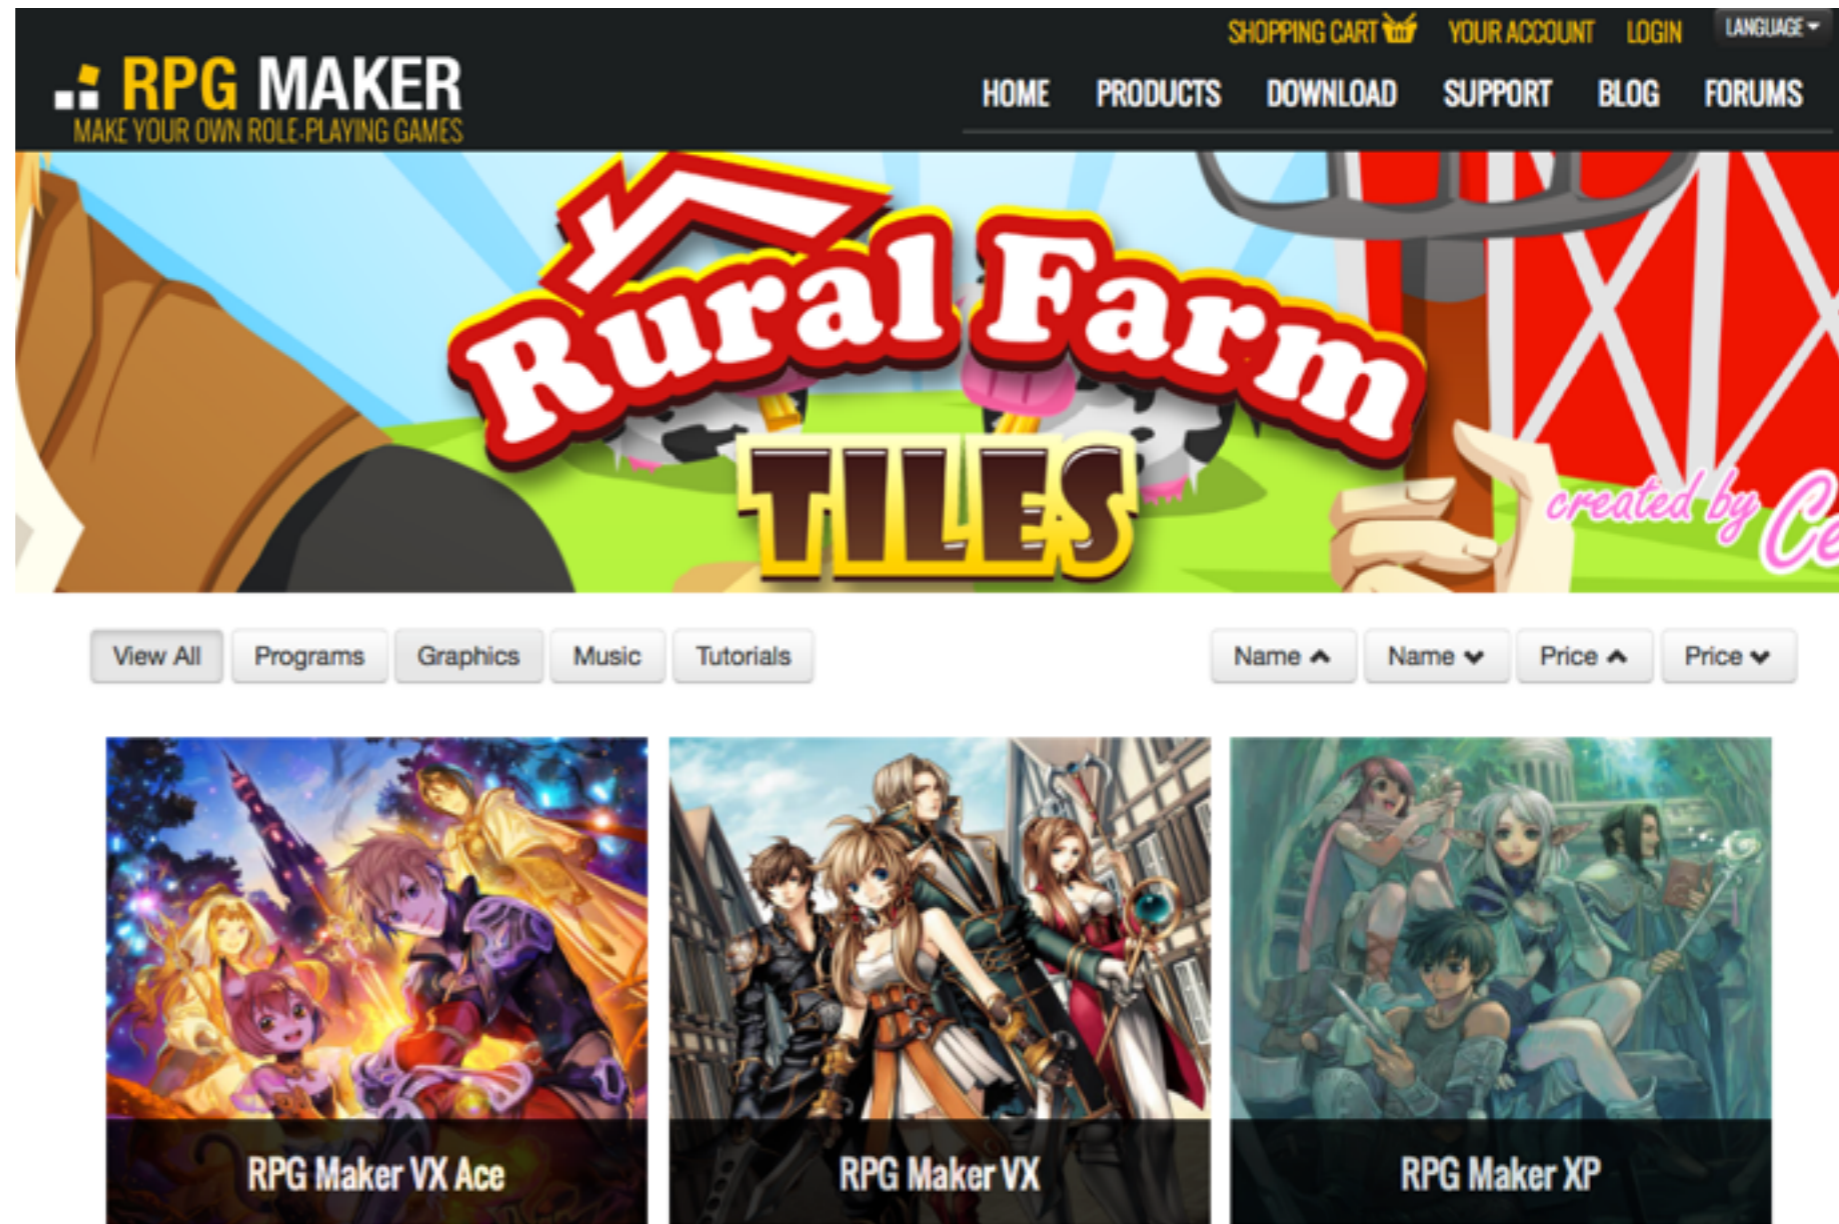 SHOPPING CART YOUR ACCOUNT LOGIN LANGUAGE
RPG MAKER
MAKE YOUR OWN ROLE-PLAYING GAMES
HOME PRODUCTS DOWNLOAD SUPPORT BLOG FORUMS
Rural Farm
TILES
created by Ce
View All Programs Graphics Music Tutorials Name Name Price Price
RPG Maker VX Ace RPG Maker VX RPG Maker XP